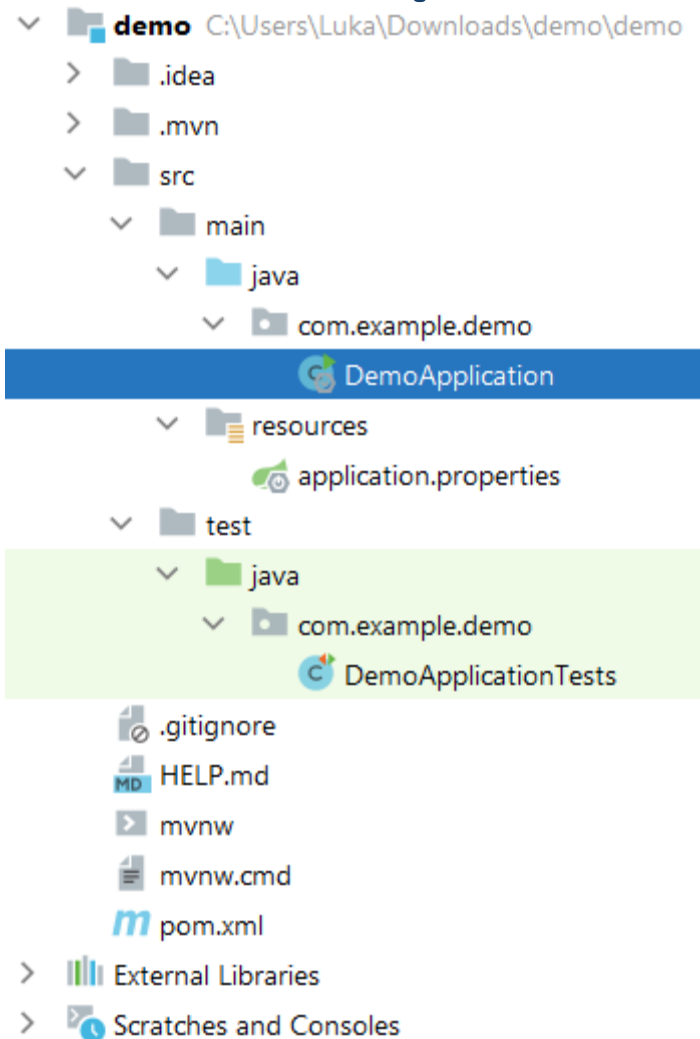 demo C:\Users\Luka\Downloads\demo\demo
.idea
.mvn
src
main
java
com.example.demo
C DemoApplication
resources
application.properties
test
java
com.example.demo
C DemoApplicationTests
.gitignore
MD HELP.md
mvnw
mvnw.cmd
m pom.xml
External Libraries
Scratches and Consoles